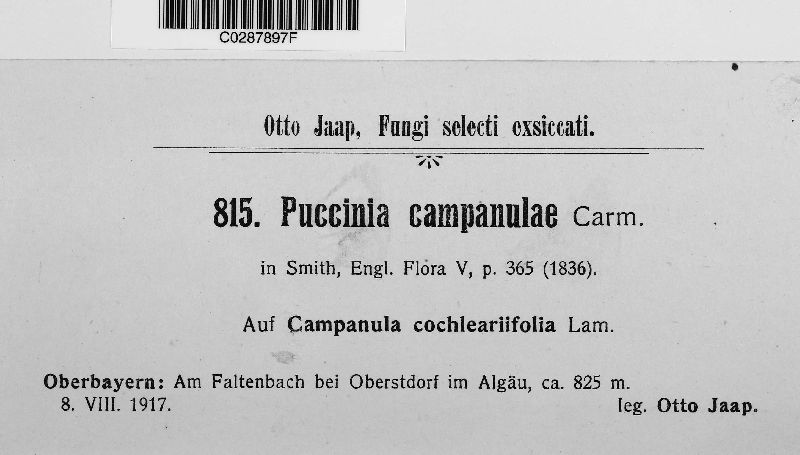 C0287897F
Otto Jaap, Fungi selecti exsiccati.
815. Puccinia campanulae Carm.
in Smith, Engl. Flora V, p. 365 (1836).
Auf Campanula cochleariifolia Lam.
Oberbayern: Am Faltenbach bei Oberstdorf im Algäu, ca. 825 m.
8. VIII. 1917. leg. Otto Jaap.